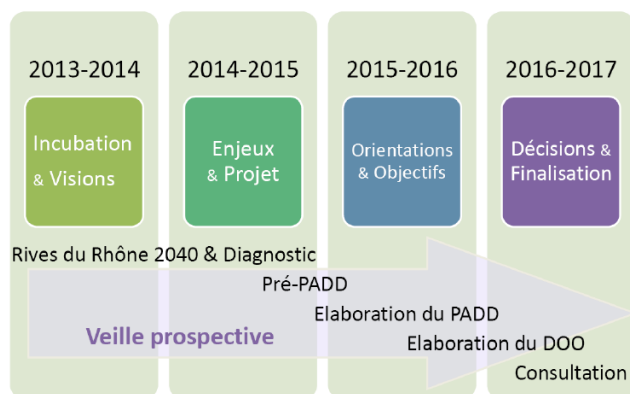 2013-2014
2014-2015
2015-2016
2016-2017
Incubation
& Visions
Enjeux
& Projet
Orientations
& Objectifs
Décisions &
Finalisation
Rives du Rhône 2040 & Diagnostic
Pré-PADD
Elaboration du PADD
Veille prospective
Elaboration du DOO
Consultation